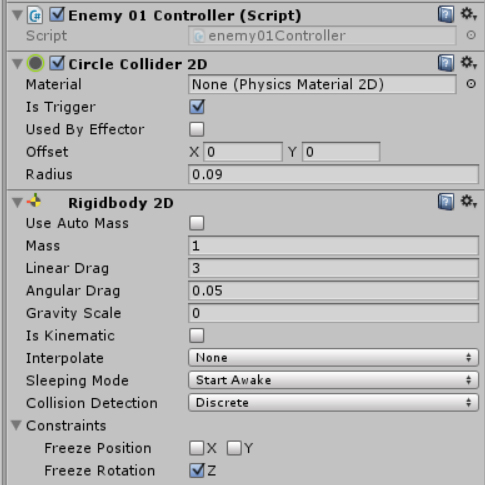 Enemy 01 Controller (Script)
Script enemy01Controller
Circle Collider 2D
Material None (Physics Material 2D)
Is Trigger
Used By Effector
Offset X 0 Y 0
Radius 0.09
Rigidbody 2D
Use Auto Mass
Mass 1
Linear Drag 3
Angular Drag 0.05
Gravity Scale 0
Is Kinematic
Interpolate None
Sleeping Mode Start Awake
Collision Detection Discrete
Constraints
Freeze Position X Y
Freeze Rotation Z